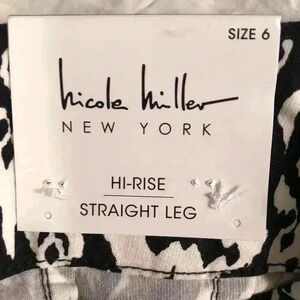 SIZE 6
nicole miller
NEW YORK
HI-RISE
STRAIGHT LEG